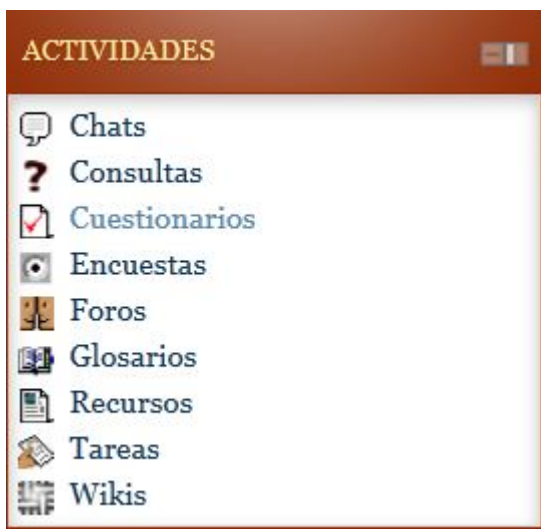 ACTIVIDADES
Chats
Consultas
Cuestionarios
Encuestas
Foros
Glosarios
Recursos
Tareas
Wikis